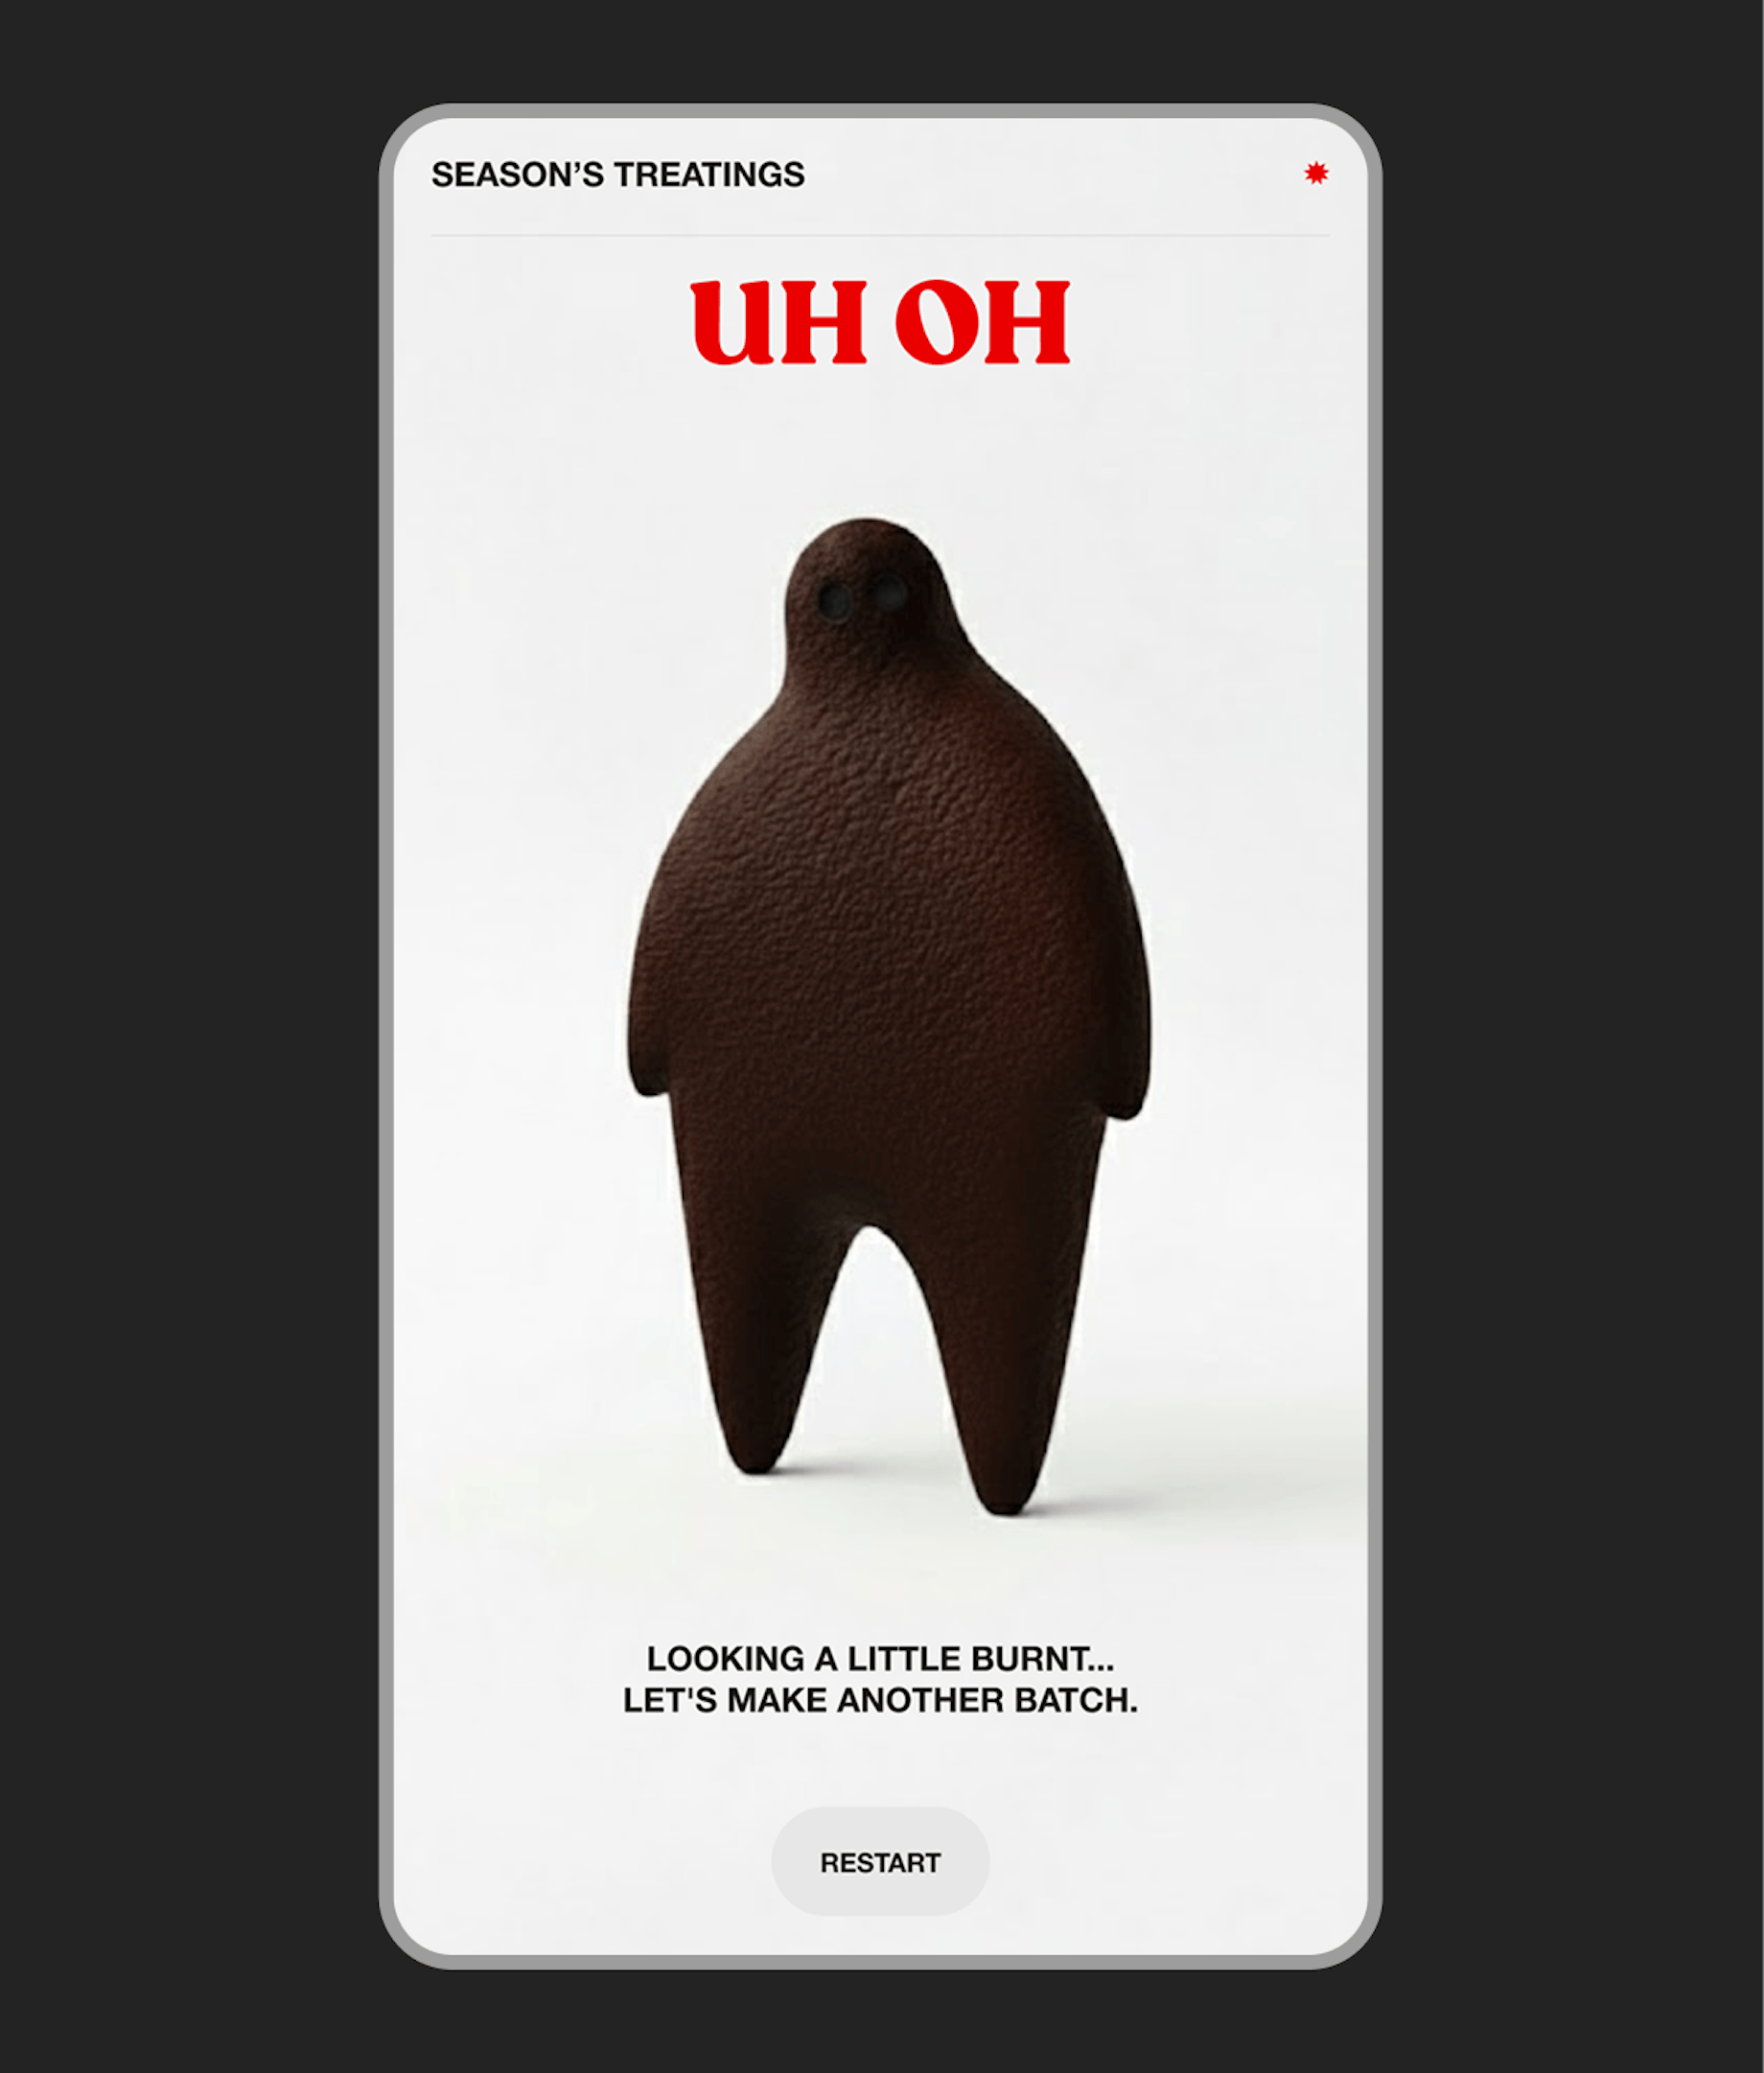 SEASON’S TREATINGS
UH OH
LOOKING A LITTLE BURNT...
LET'S MAKE ANOTHER BATCH.
RESTART